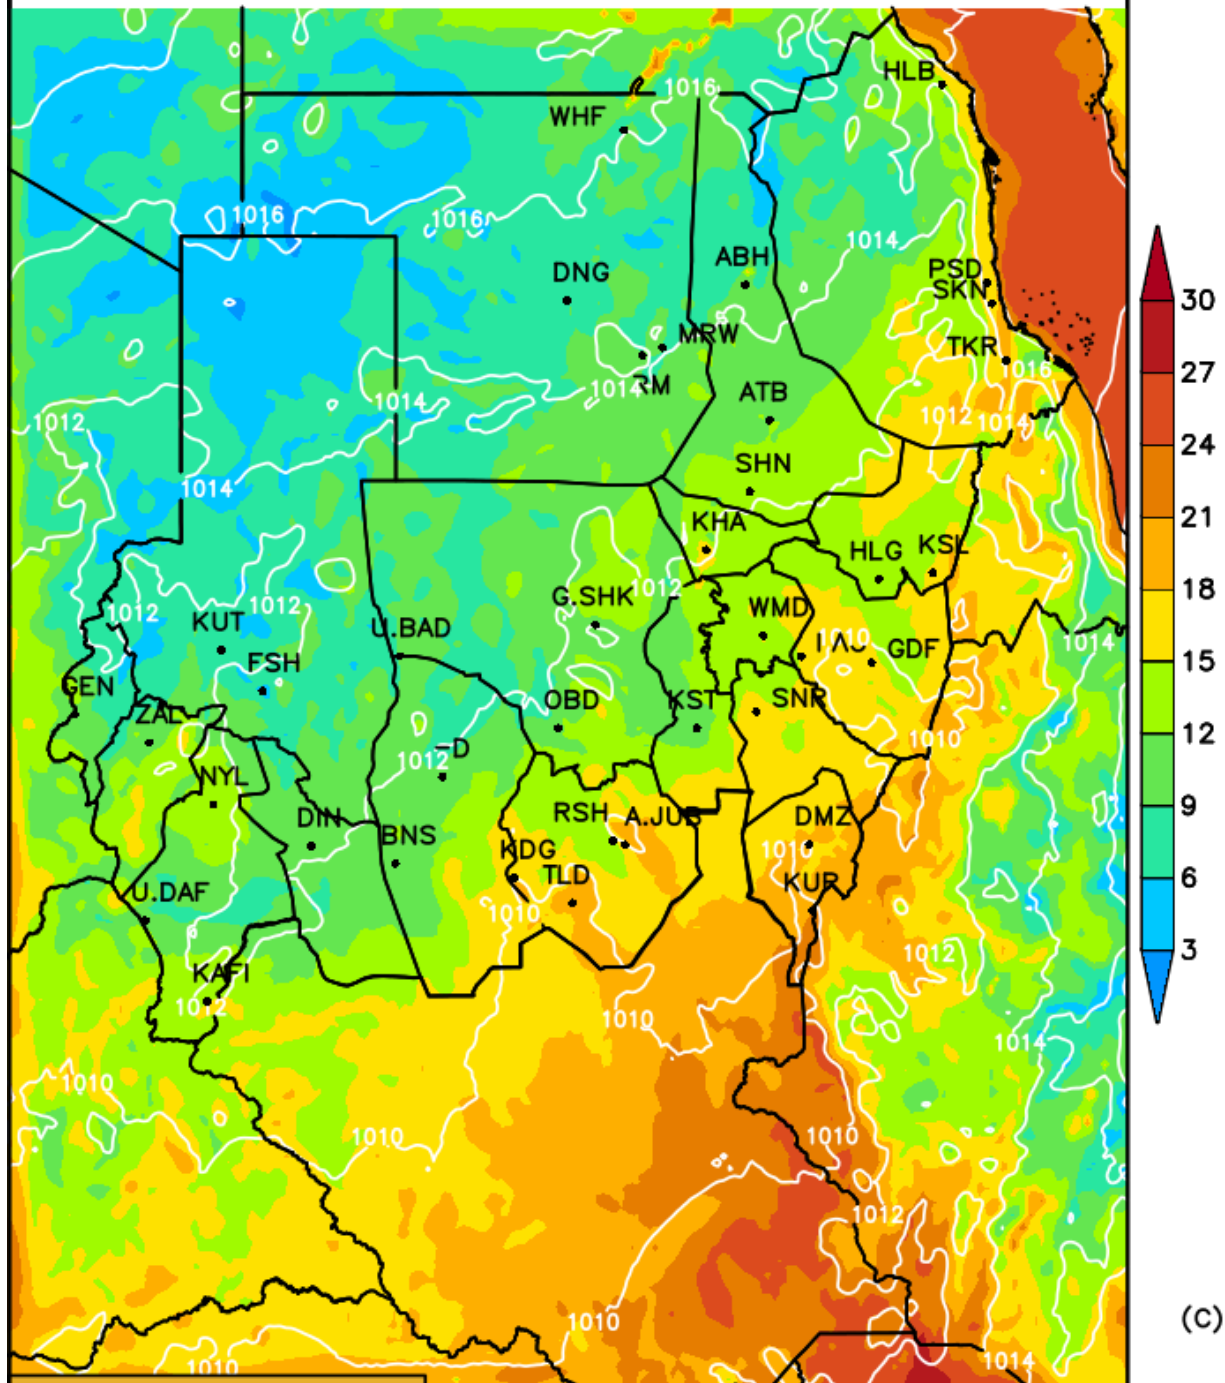 HLB
1016
WHF
1016
1016
1014
ABH
DNG
PSD
SKN
30
MRW
TKR
1016
27
1014
RM
ATB
1014
1012
1014
1012
24
SHN
1014
21
KHA
HLG
KSL
18
1012
G.SHK
1012
1012
KUT
U.BAD
WMD
1010
GDF
1014
15
FSH
GEN
ZAL
OBD
KST
SNR
12
1012
1010
NYL
DIN
BNS
RSH
A.JUB
DMZ
9
KDG
TLD
1010
KUR
6
U.DAF
1010
KAFI
1012
3
1012
1010
1014
1010
1010
1010
1012
1010
(C)
1010
1014